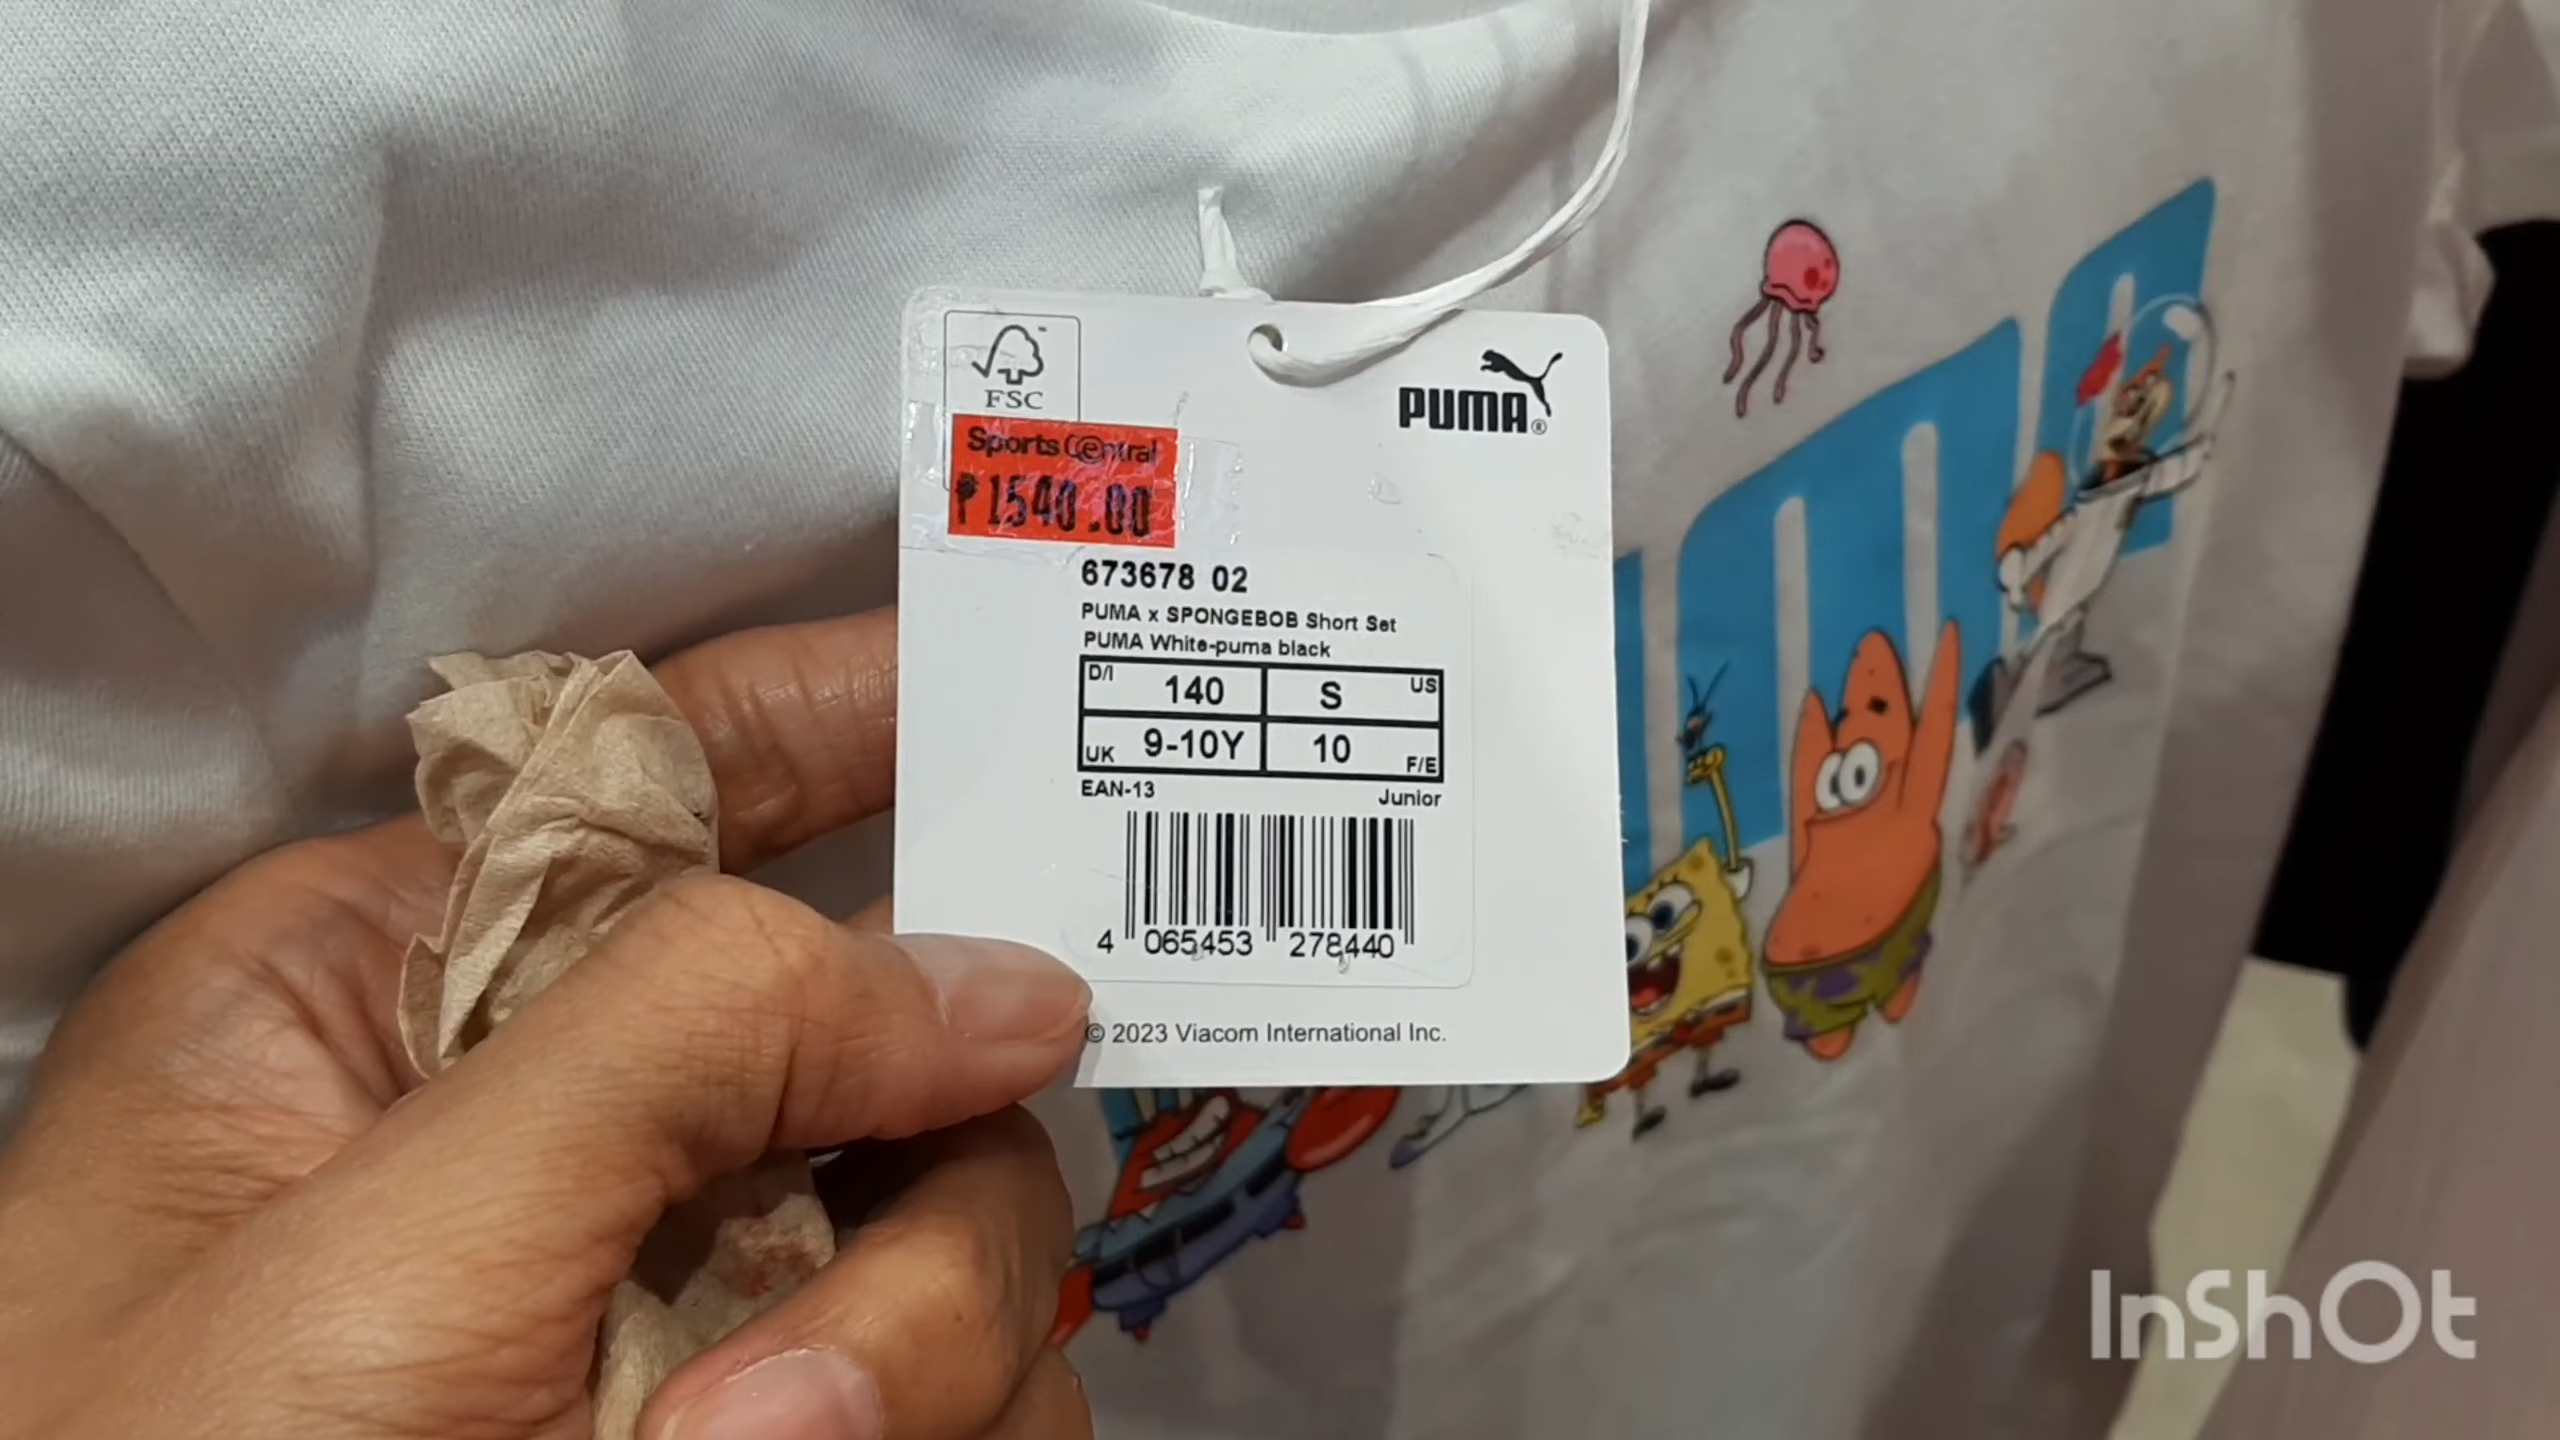 FSC
PUMA®
Sports Central
₱1540.00
673678 02
PUMA x SPONGEBOB Short Set
PUMA White-puma black
D/I 140 S US
UK 9-10Y 10 F/E
EAN-13 Junior
4 065453 278440
© 2023 Viacom International Inc.
InShOt